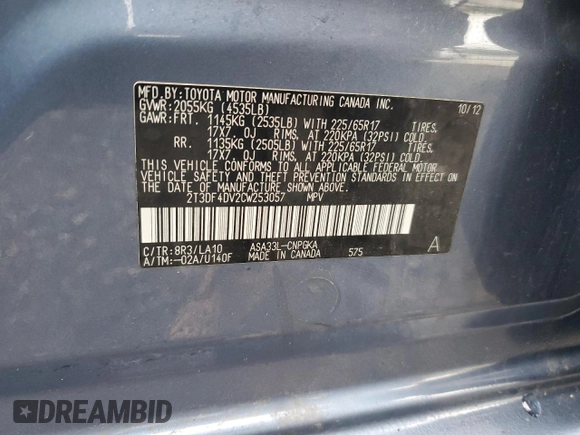 MFD.BY:TOYOTA MOTOR MANUFACTURING CANADA INC.
GVWR:2055KG (4535LB) 10/12
GAWR:FRT. 1145KG (2535LB) WITH 225/65R17 TIRES.
17X7 0J RIMS. AT 220KPA (32PSI) COLD.
RR. 1135KG (2505LB) WITH 225/65R17 TIRES.
17X7 0J RIMS. AT 220KPA (32PSI) COLD.
THIS VEHICLE CONFORMS TO ALL APPLICABLE FEDERAL MOTOR
VEHICLE SAFETY STANDARDS IN EFFECT ON THE DATE OF
MANUFACTURE SHOWN ABOVE.
2T3DF4DV2CW253057 MPV
C/TR:8R3/LA10 ASA33L-CNPGKA A
A/TM:-02A/U140F MADE IN CANADA 575
DREAMBID